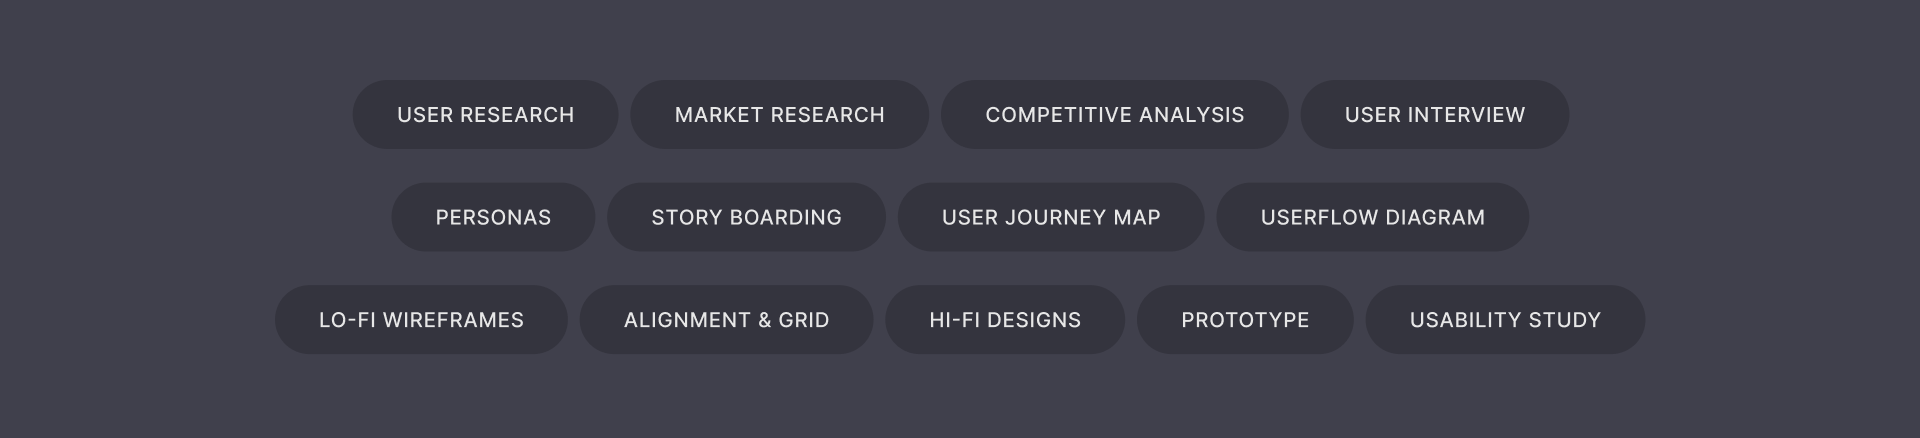 USER RESEARCH MARKET RESEARCH COMPETITIVE ANALYSIS USER INTERVIEW
PERSONAS STORY BOARDING USER JOURNEY MAP USERFLOW DIAGRAM
LO-FI WIREFRAMES ALIGNMENT & GRID HI-FI DESIGNS PROTOTYPE USABILITY STUDY